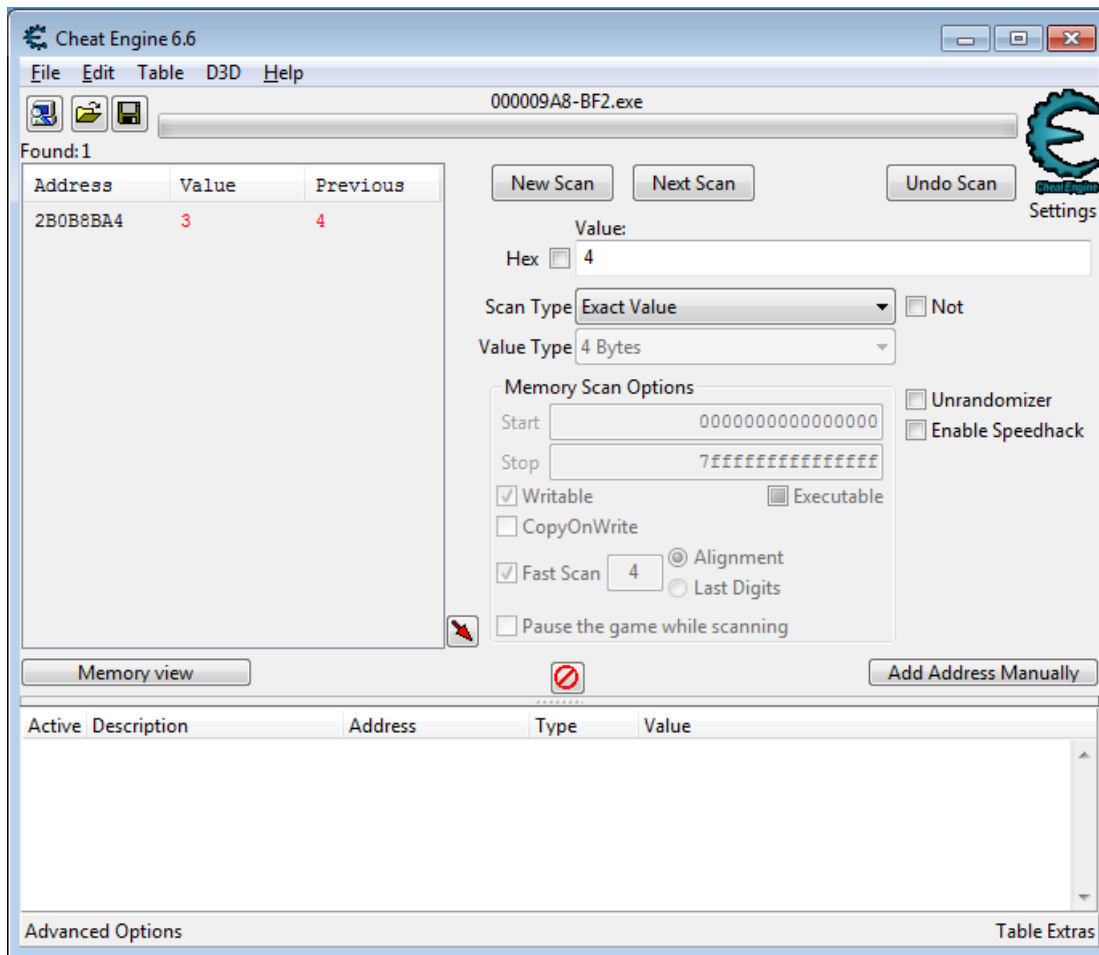 Cheat Engine 6.6
File Edit Table D3D Help
000009A8-BF2.exe
Found:1
Address Value Previous
2B0B8BA4 3 4
New Scan Next Scan Undo Scan
Cheat Engine
Settings
Value:
Hex 4
Scan Type Exact Value Not
Value Type 4 Bytes
Memory Scan Options
Start 0000000000000000
Stop 7fffffffffffffff
Unrandomizer
Enable Speedhack
Writable Executable
CopyOnWrite
Fast Scan 4 Alignment
Last Digits
Pause the game while scanning
Memory view Add Address Manually
Active Description Address Type Value
Advanced Options Table Extras